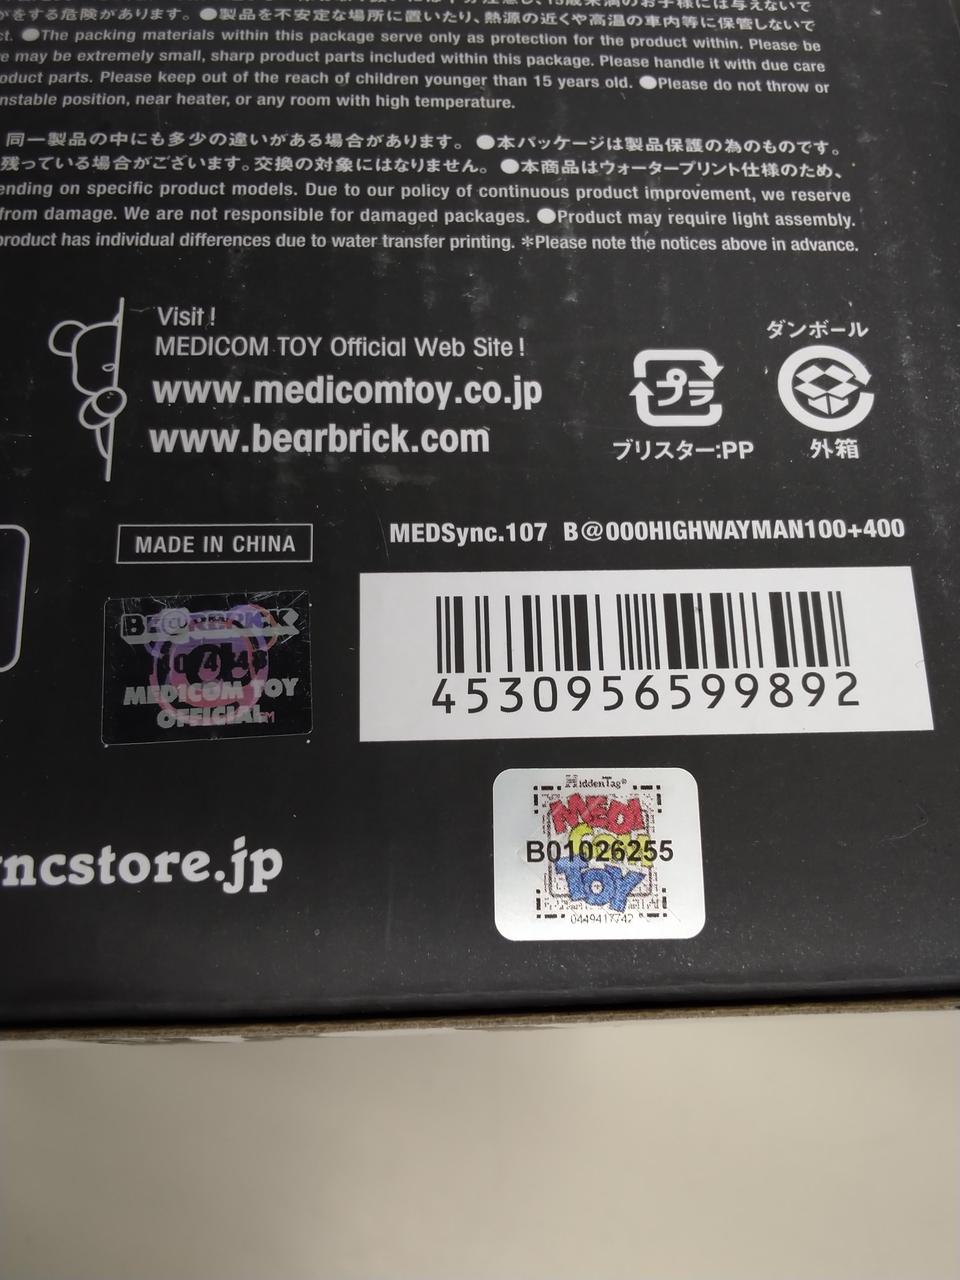 がをする危険があります。●製品を不安定な場所に置いたり、熱源の近くや高温の車内等に保管しないで
ct. ●The packing materials within this package serve only as protection for the product within. Please be
re may be extremely small, sharp product parts included within this package. Please handle it with due care
oduct parts. Please keep out of the reach of children younger than 15 years old. ●Please do not throw or
nstable position, near heater, or any room with high temperature.
同一製品の中にも多少の違いがある場合があります。●本パッケージは製品保護の為のものです。
残っている場合がございます。交換の対象にはなりません。●本商品はウォータープリント仕様のため、
ending on specific product models. Due to our policy of continuous product improvement, we reserve
from damage. We are not responsible for damaged packages. ●Product may require light assembly.
product has individual differences due to water transfer printing. ＊Please note the notices above in advance.
Visit !
MEDICOM TOY Official Web Site !
www.medicomtoy.co.jp
www.bearbrick.com
ダンボール
プラ
ブリスター:PP
外箱
MADE IN CHINA
MEDSync.107 B@000HIGHWAYMAN100+400
BE@RBRICK
MEDICOM TOY
OFFICIAL
4530956599892
HiddenTag®
MEDI
COM
TOY
B01026255
0449417742
ncstore.jp